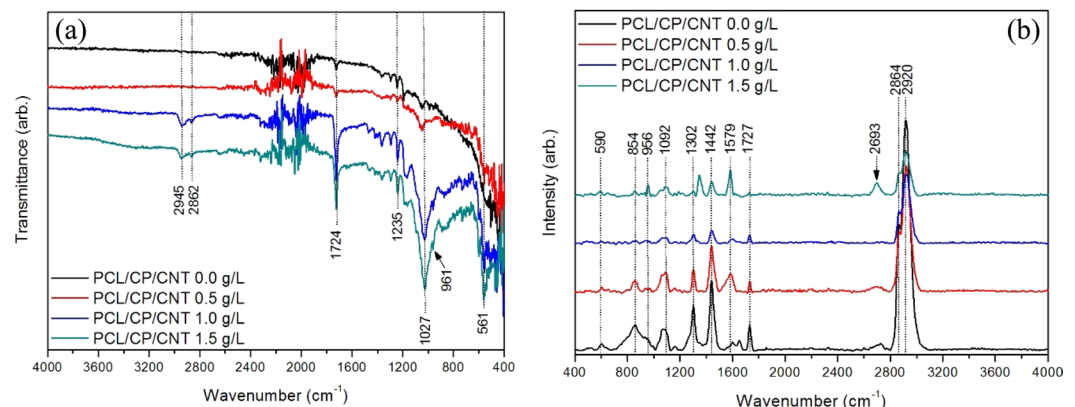 (a)
Transmittance (arb.)
2945
2862
1724
1235
1027
961
561
PCL/CP/CNT 0.0 g/L
PCL/CP/CNT 0.5 g/L
PCL/CP/CNT 1.0 g/L
PCL/CP/CNT 1.5 g/L
4000 3600 3200 2800 2400 2000 1600 1200 800 400
Wavenumber (cm⁻¹)
(b)
PCL/CP/CNT 0.0 g/L
PCL/CP/CNT 0.5 g/L
PCL/CP/CNT 1.0 g/L
PCL/CP/CNT 1.5 g/L
Intensity (arb.)
590
854
956
1092
1302
1442
1579
1727
2693
2864
2920
400 800 1200 1600 2000 2400 2800 3200 3600 4000
Wavenumber (cm⁻¹)